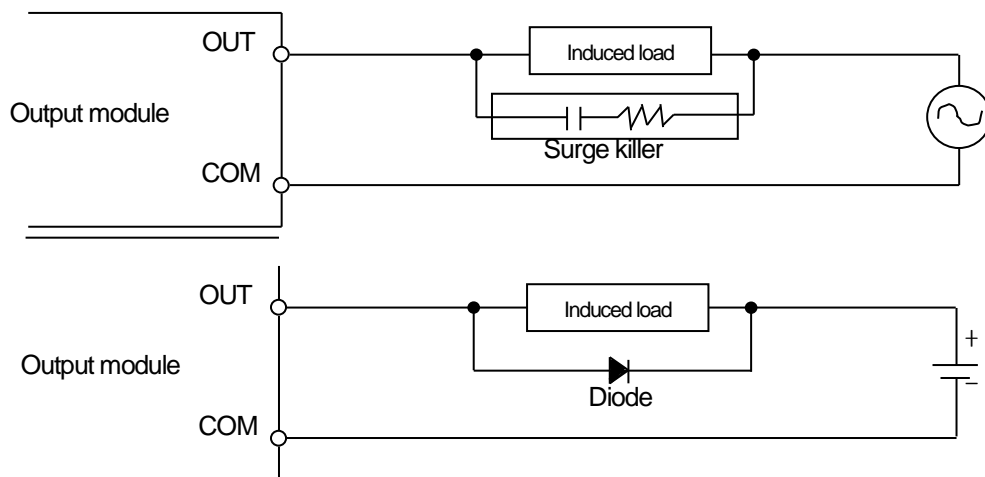 OUT
Induced load
Output module
Surge killer
COM
OUT
Induced load
+
Output module
−
Diode
COM